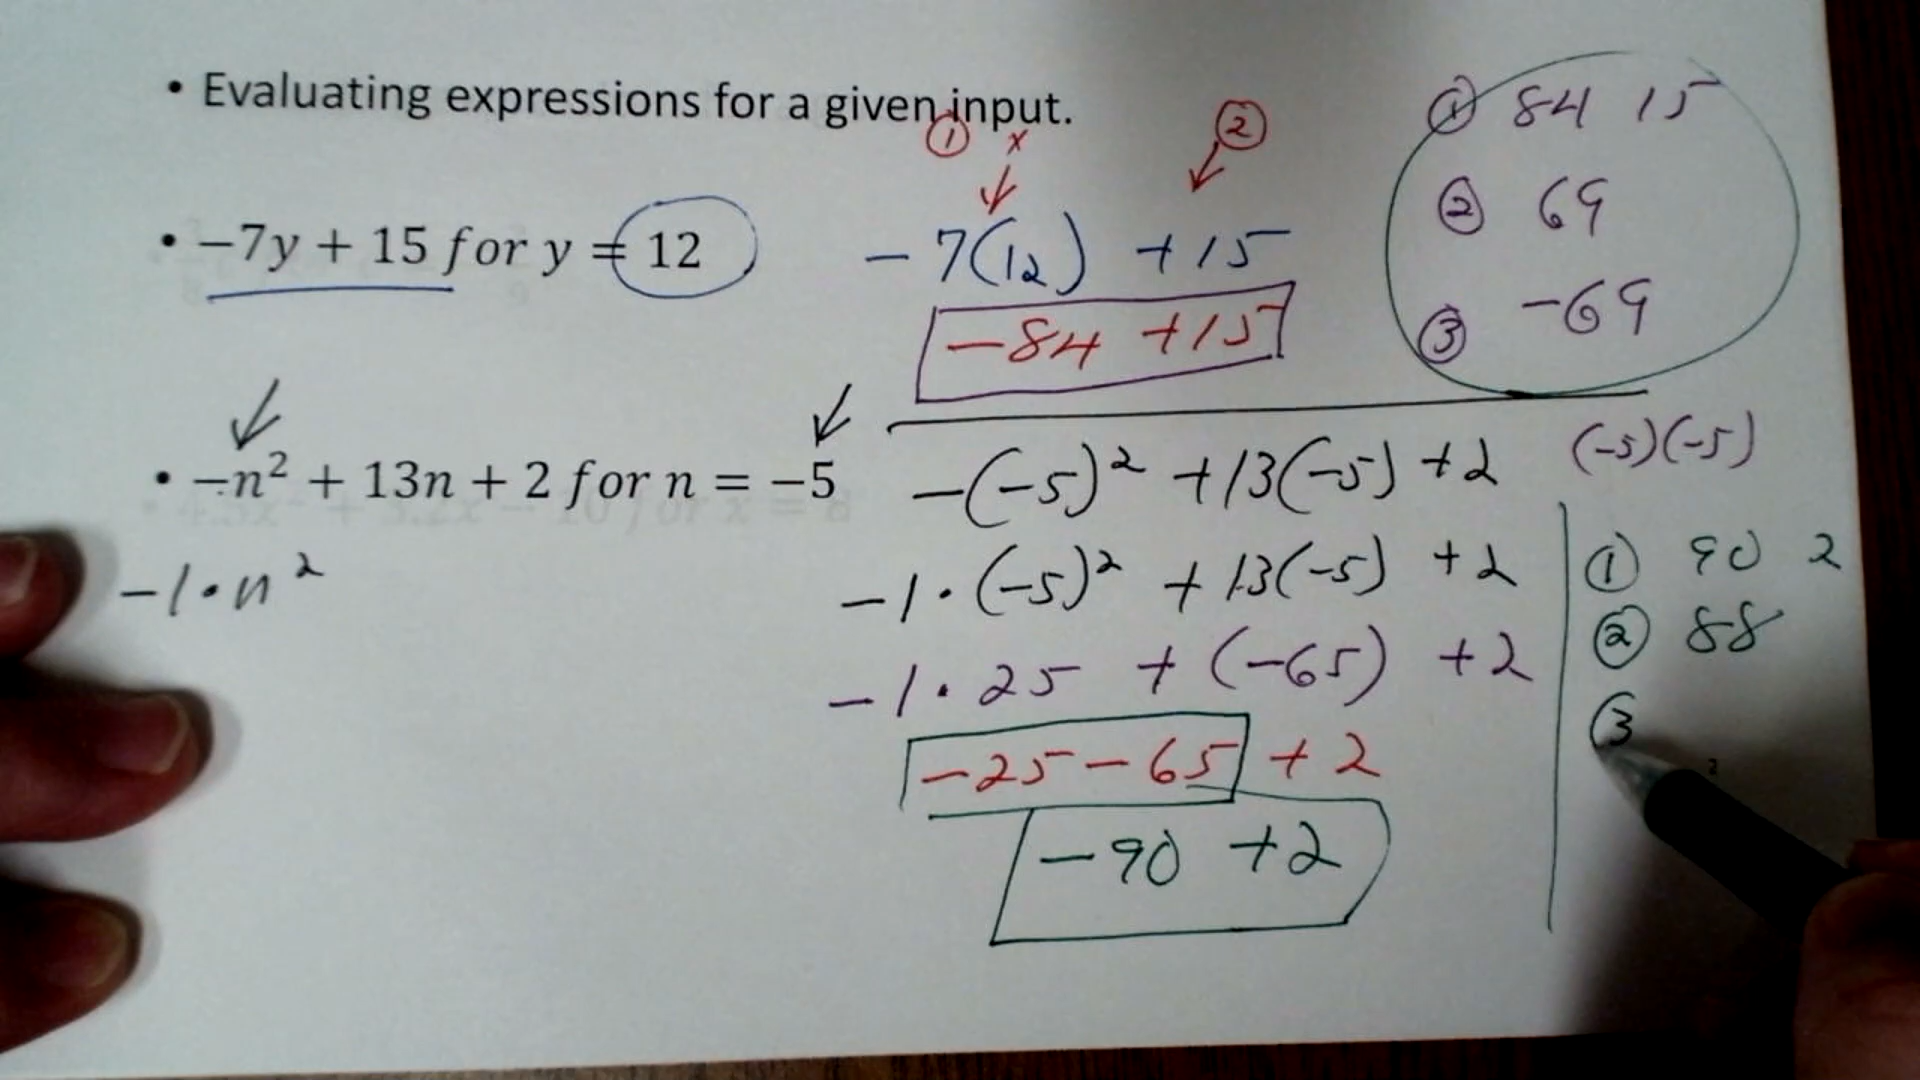 • Evaluating expressions for a given input.
① x ②
• −7y + 15 for y = 12
−7(12) +15
−84 +15
① 84 15
② 69
③ −69
• −n² + 13n + 2 for n = −5
−1·n²
−(−5)² +13(−5) +2
(−5)(−5)
−1·(−5)² +13(−5) +2
−1·25 +(−65) +2
−25−65 +2
−90 +2
① 90 2
② 88
③